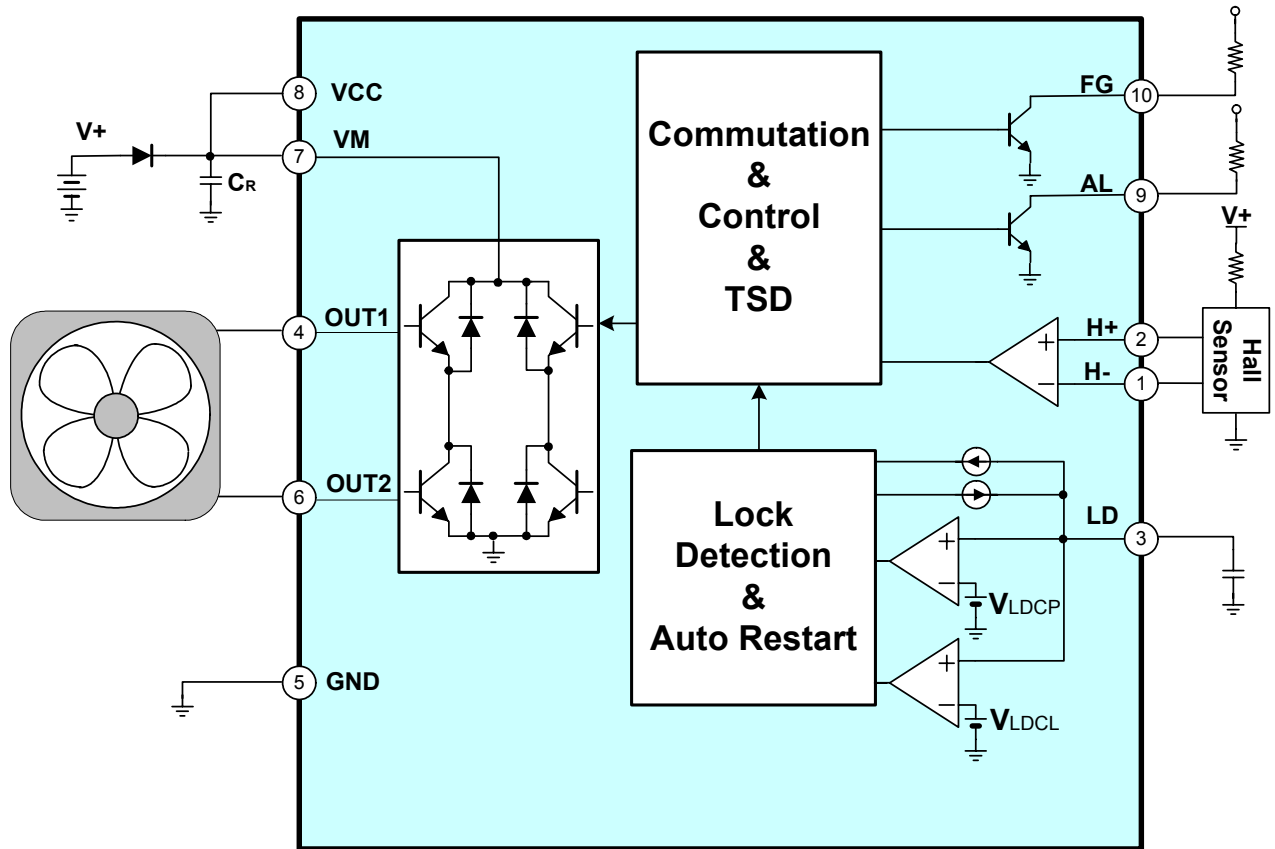 8 VCC
V+
7 VM
CR
4 OUT1
6 OUT2
5 GND
Commutation
&
Control
&
TSD
Lock
Detection
&
Auto Restart
FG 10
AL 9
V+
H+ 2
H- 1
Hall
Sensor
+
−
LD 3
+
−
VLDCP
+
−
VLDCL